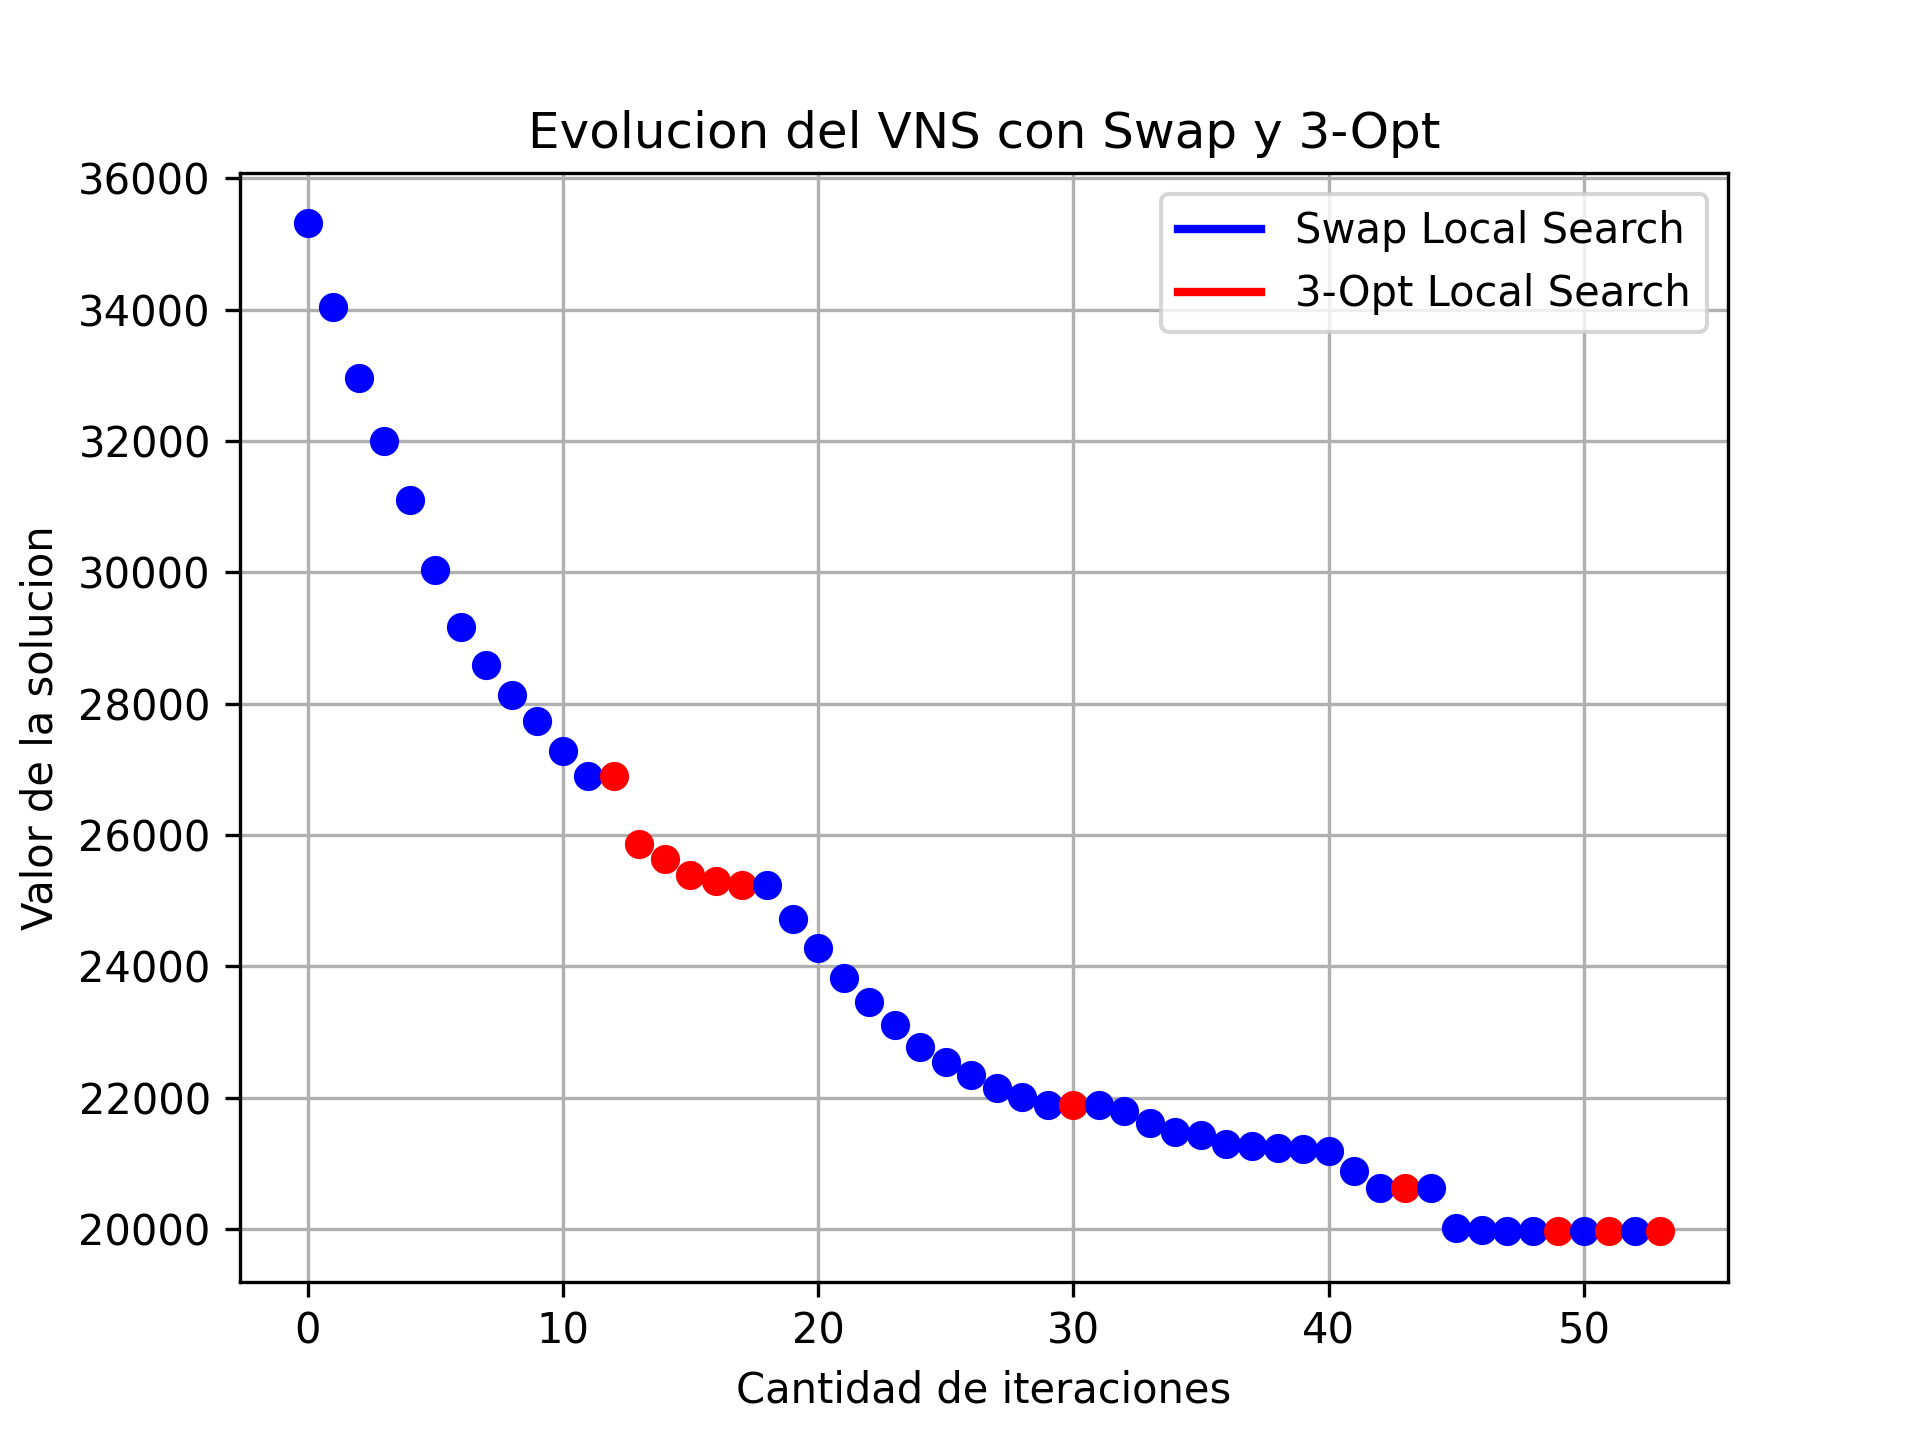 Evolucion del VNS con Swap y 3-Opt
Swap Local Search
3-Opt Local Search
Valor de la solucion
36000
34000
32000
30000
28000
26000
24000
22000
20000
0 10 20 30 40 50
Cantidad de iteraciones